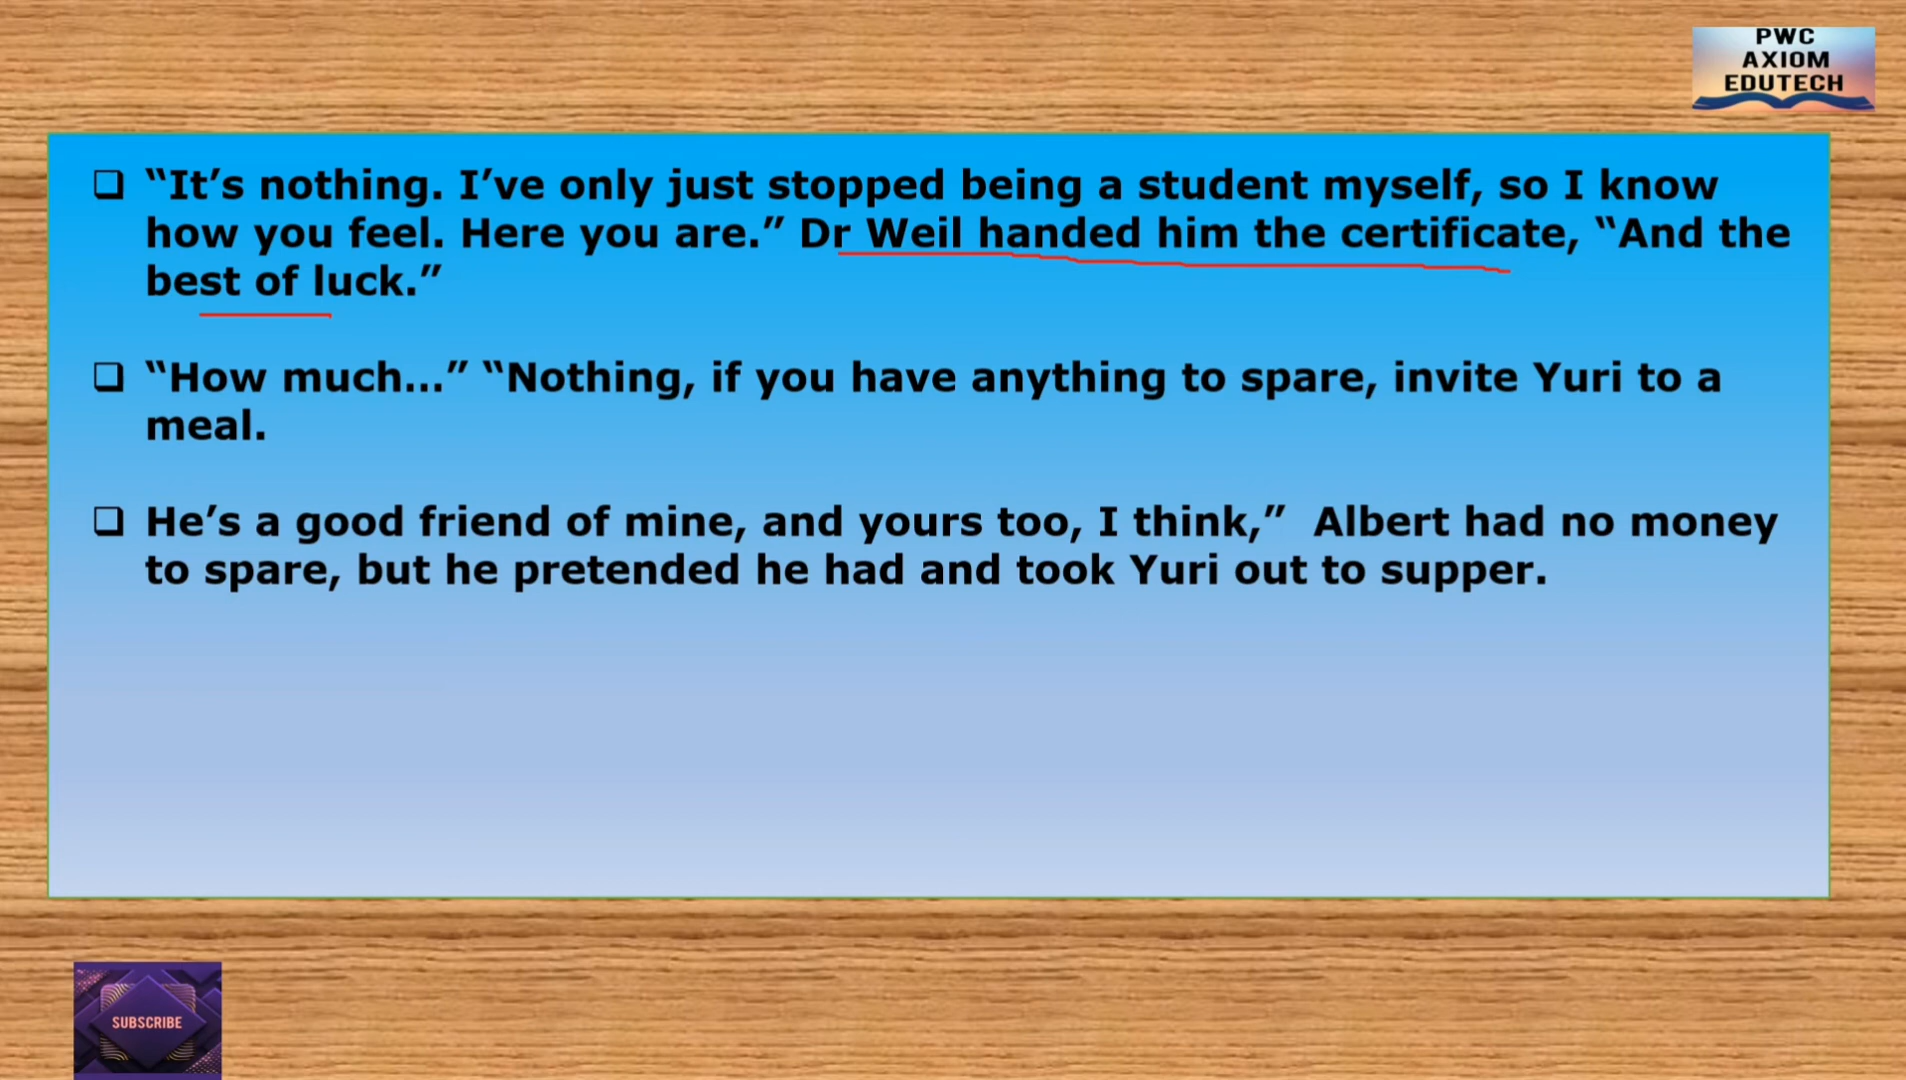 PWC
AXIOM
EDUTECH
❑ “It’s nothing. I’ve only just stopped being a student myself, so I know
how you feel. Here you are.” Dr Weil handed him the certificate, “And the
best of luck.”
❑ “How much...” “Nothing, if you have anything to spare, invite Yuri to a
meal.
❑ He’s a good friend of mine, and yours too, I think,”  Albert had no money
to spare, but he pretended he had and took Yuri out to supper.
SUBSCRIBE